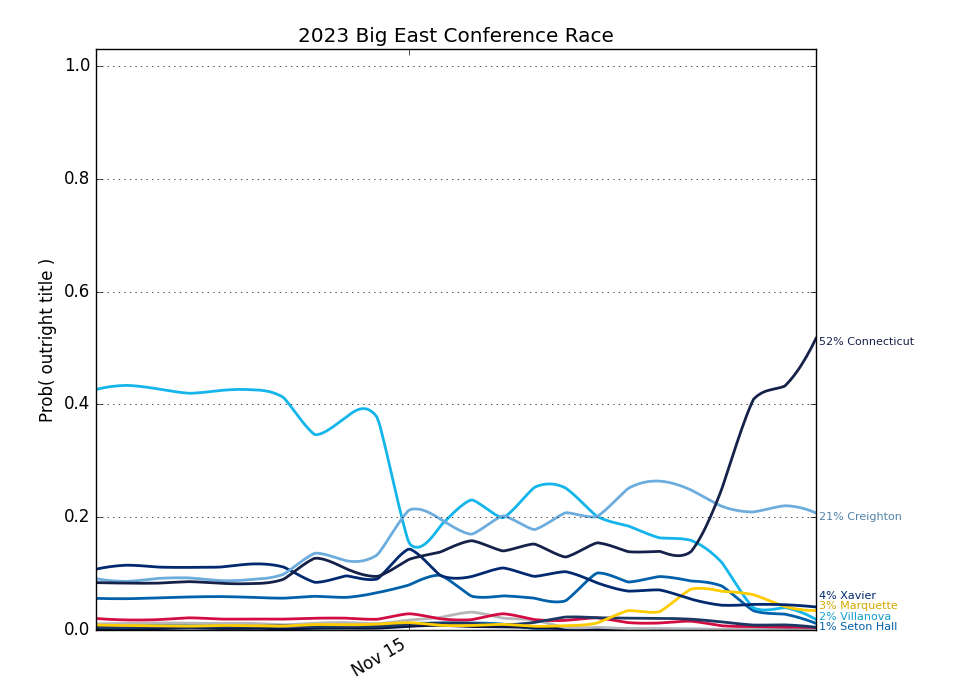 2023 Big East Conference Race
1.0
0.8
0.6
0.4
0.2
0.0
Prob( outright title )
Nov 15
52% Connecticut
21% Creighton
4% Xavier
3% Marquette
2% Villanova
1% Seton Hall